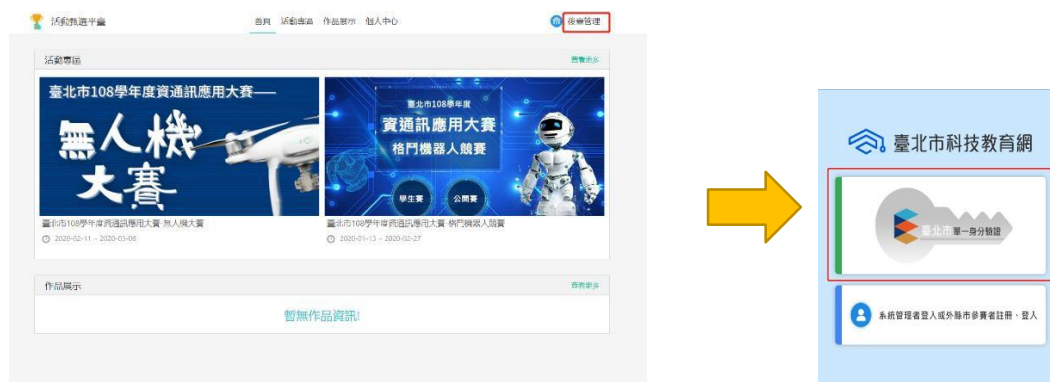 活動甄選平臺
首頁 活動專區 作品展示 個人中心
後臺管理
活動專區
查看更多
臺北市108學年度資通訊應用大賽——
無人機
大賽
臺北市108學年度
資通訊應用大賽
格鬥機器人競賽
學生賽 公開賽
臺北市108學年度資通訊應用大賽-無人機大賽
2020-02-11 - 2020-03-06
臺北市108學年度資通訊應用大賽-格鬥機器人競賽
2020-01-13 - 2020-02-27
作品展示
查看更多
暫無作品資訊!
臺北市科技教育網
臺北市單一身分驗證
系統管理者登入或外縣市參賽者註冊、登入